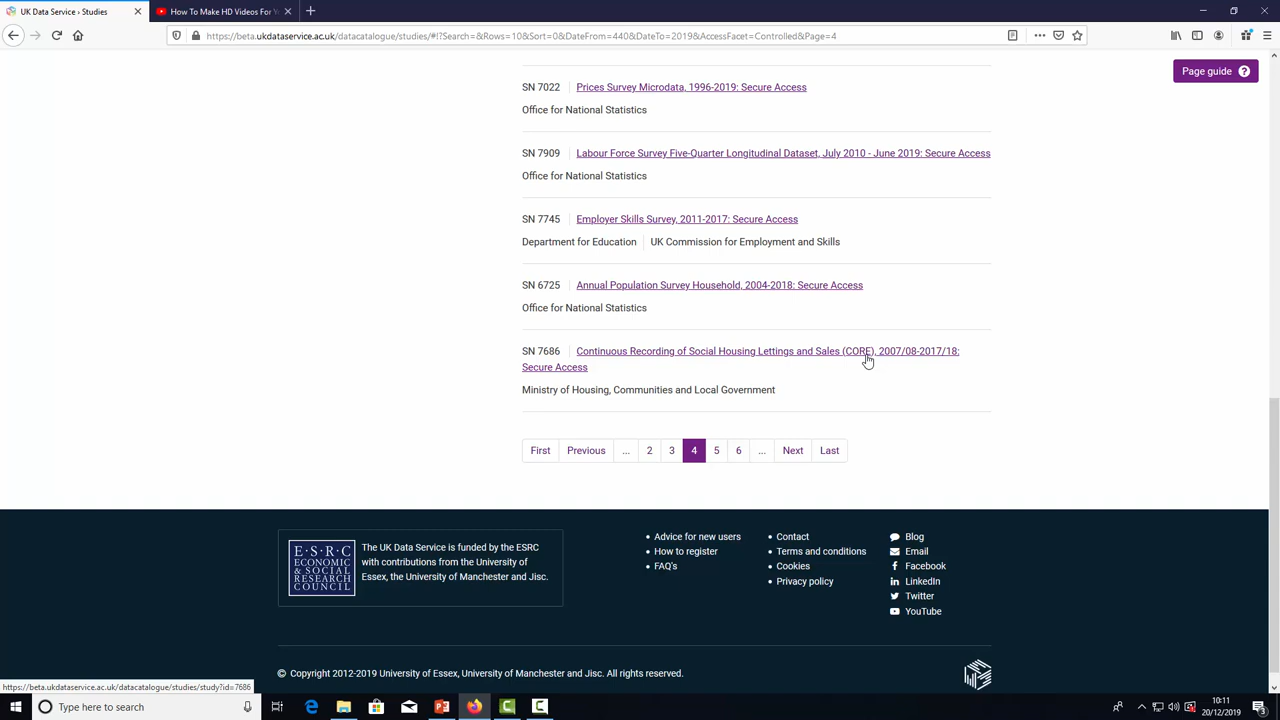 UK Data Service › Studies
How To Make HD Videos For Y
https://beta.ukdataservice.ac.uk/datacatalogue/studies/#!?Search=&Rows=10&Sort=0&DateFrom=440&DateTo=2019&AccessFacet=Controlled&Page=4
Page guide ?
SN 7022 Prices Survey Microdata, 1996-2019: Secure Access
Office for National Statistics
SN 7909 Labour Force Survey Five-Quarter Longitudinal Dataset, July 2010 - June 2019: Secure Access
Office for National Statistics
SN 7745 Employer Skills Survey, 2011-2017: Secure Access
Department for Education UK Commission for Employment and Skills
SN 6725 Annual Population Survey Household, 2004-2018: Secure Access
Office for National Statistics
SN 7686 Continuous Recording of Social Housing Lettings and Sales (CORE), 2007/08-2017/18:
Secure Access
Ministry of Housing, Communities and Local Government
First Previous ... 2 3 4 5 6 ... Next Last
E·S·R·C
ECONOMIC
& SOCIAL
RESEARCH
COUNCIL
The UK Data Service is funded by the ESRC
with contributions from the University of
Essex, the University of Manchester and Jisc.
Advice for new users
How to register
FAQ's
Contact
Terms and conditions
Cookies
Privacy policy
Blog
Email
Facebook
LinkedIn
Twitter
YouTube
© Copyright 2012-2019 University of Essex, University of Manchester and Jisc. All rights reserved.
https://beta.ukdataservice.ac.uk/datacatalogue/studies/study?id=7686
Type here to search
10:11
20/12/2019
3